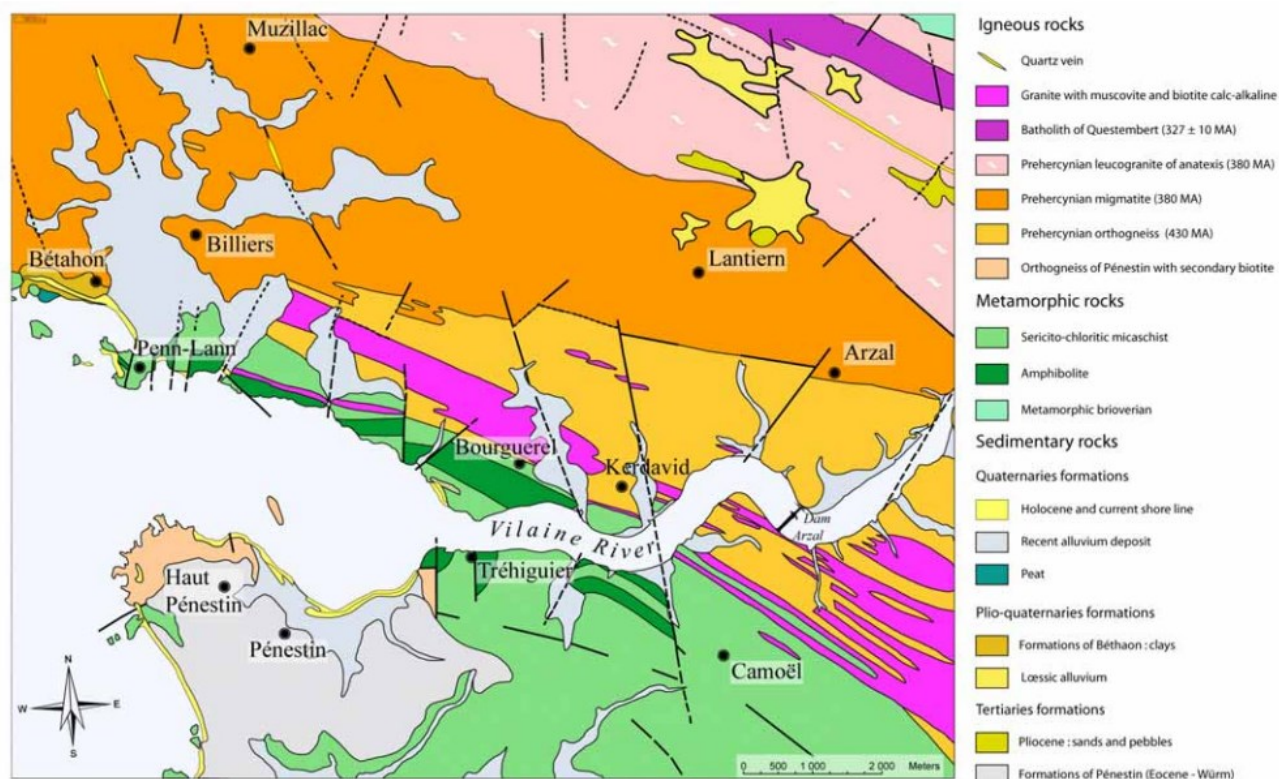 Muzillac
Billiers
Bétahon
Lantiern
Penn-Lann
Arzal
Bourguerel
Kerdavid
Vilaine River
Dam
Arzal
Haut
Pénestin
Tréhiguier
Pénestin
Camoël
N
W
E
S
0 500 1 000 2 000
Meters
Igneous rocks
Quartz vein
Granite with muscovite and biotite calc-alkaline
Batholith of Questembert (327 ± 10 MA)
Prehercynian leucogranite of anatexis (380 MA)
Prehercynian migmatite (380 MA)
Prehercynian orthogneiss (430 MA)
Orthogneiss of Pénestin with secondary biotite
Metamorphic rocks
Sericito-chloritic micaschist
Amphibolite
Metamorphic brioverian
Sedimentary rocks
Quaternaries formations
Holocene and current shore line
Recent alluvium deposit
Peat
Plio-quaternaries formations
Formations of Béthaon : clays
Lœssic alluvium
Tertiaries formations
Pliocene : sands and pebbles
Formations of Pénestin (Eocene - Würm)